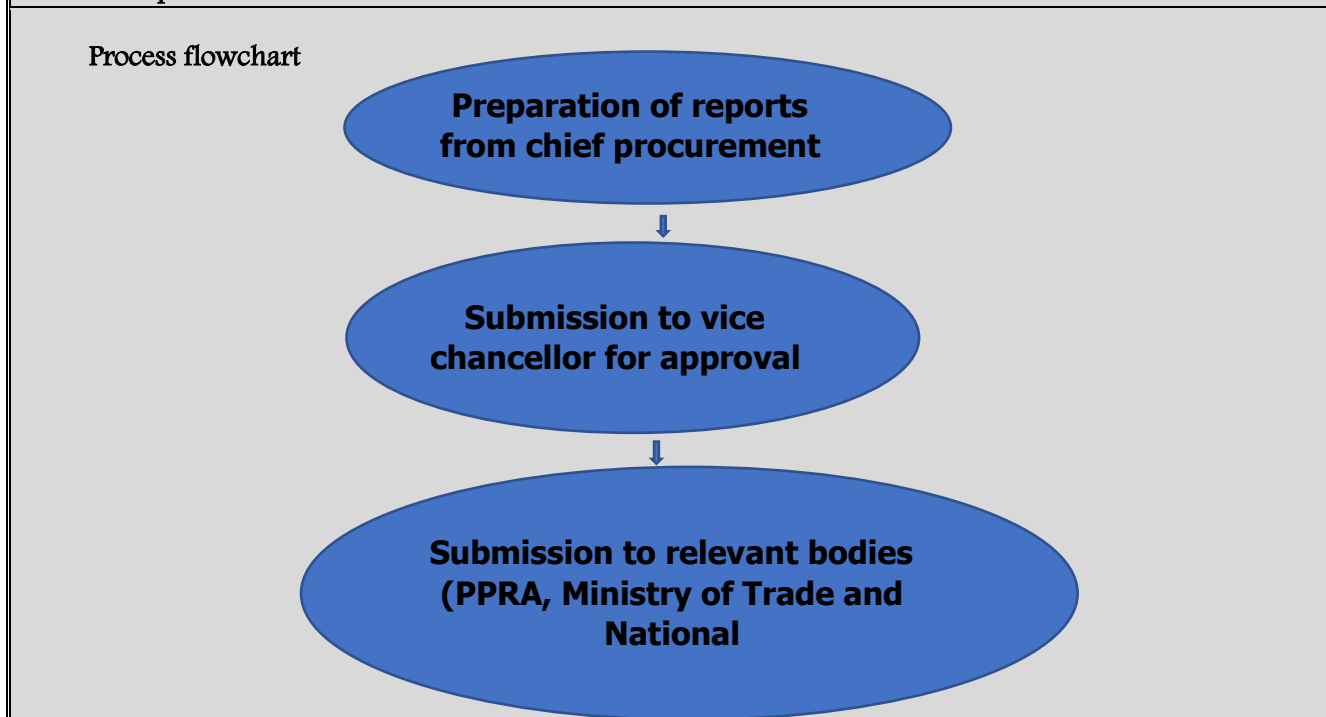 Process flowchart
Preparation of reports
from chief procurement
Submission to vice
chancellor for approval
Submission to relevant bodies
(PPRA, Ministry of Trade and
National